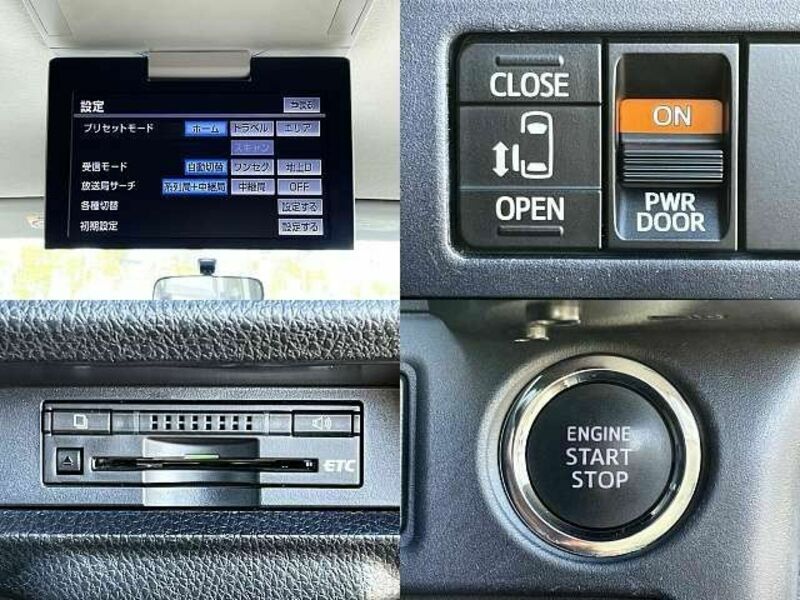 設定
戻る
プリセットモード ホーム トラベル エリア
スキャン
受信モード 自動切替 ワンセグ 地上D
放送局サーチ 系列局+中継局 中継局 OFF
各種切替 設定する
初期設定 設定する
CLOSE
OPEN
ON
PWR
DOOR
ETC
ENGINE
START
STOP